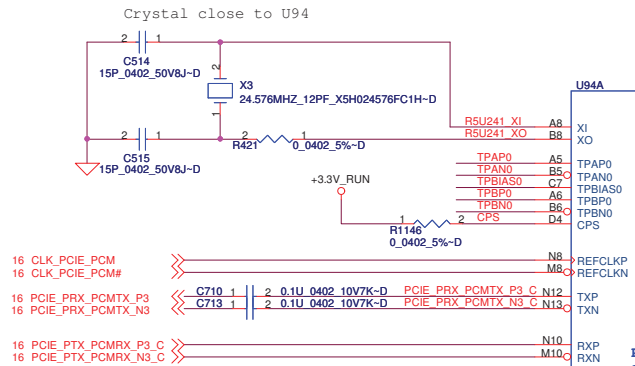 Crystal close to U94
2 1
C514
15P_0402_50V8J~D
2
X3
24.576MHZ_12PF_X5H024576FC1H~D
1
U94A
R5U241_XI A8 XI
R5U241_XO B8 XO
2 1
C515
15P_0402_50V8J~D
2 1
R421 0_0402_5%~D
TPAP0 A5 TPAP0
TPAN0 B5 TPAN0
TPBIAS0 C7 TPBIAS0
TPBP0 A6 TPBP0
TPBN0 B6 TPBN0
CPS D4 CPS
+3.3V_RUN
1 2
R1146
0_0402_5%~D
16 CLK_PCIE_PCM N8 REFCLKP
16 CLK_PCIE_PCM# M8 REFCLKN
16 PCIE_PRX_PCMTX_P3 C710 1 2 0.1U_0402_10V7K~D PCIE_PRX_PCMTX_P3_C N12 TXP
16 PCIE_PRX_PCMTX_N3 C713 1 2 0.1U_0402_10V7K~D PCIE_PRX_PCMTX_N3_C N13 TXN
16 PCIE_PTX_PCMRX_P3_C N10 RXP
16 PCIE_PTX_PCMRX_N3_C M10 RXN